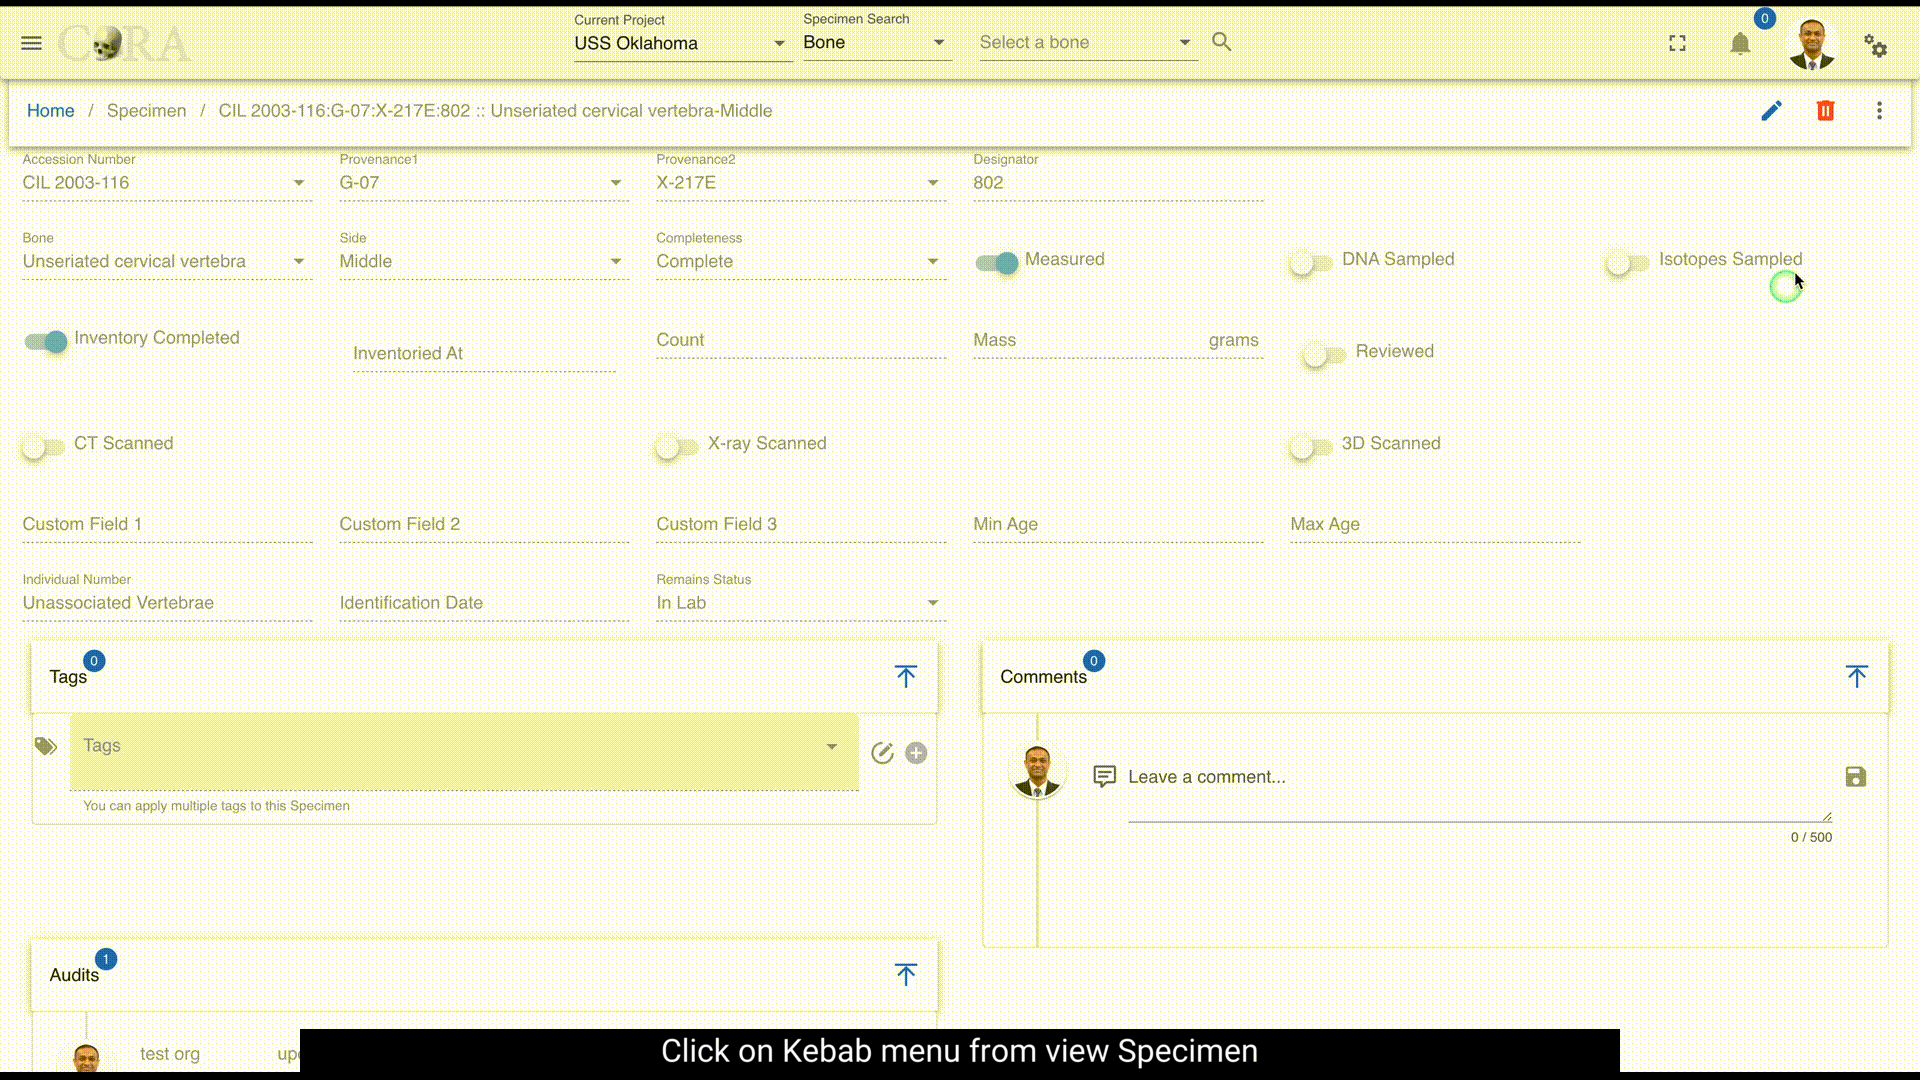 CORA
Current Project
USS Oklahoma
Specimen Search
Bone
Select a bone
0
Home / Specimen / CIL 2003-116:G-07:X-217E:802 :: Unseriated cervical vertebra-Middle
Accession Number
CIL 2003-116
Provenance1
G-07
Provenance2
X-217E
Designator
802
Bone
Unseriated cervical vertebra
Side
Middle
Completeness
Complete
Measured
DNA Sampled
Isotopes Sampled
Inventory Completed
Inventoried At
Count
Mass
grams
Reviewed
CT Scanned
X-ray Scanned
3D Scanned
Custom Field 1
Custom Field 2
Custom Field 3
Min Age
Max Age
Individual Number
Unassociated Vertebrae
Identification Date
Remains Status
In Lab
Tags
0
Tags
You can apply multiple tags to this Specimen
Comments
0
Leave a comment...
0 / 500
Audits
1
test org
Click on Kebab menu from view Specimen